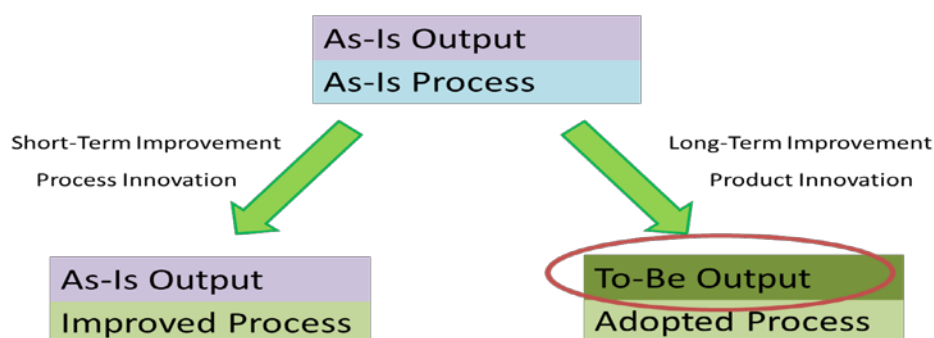 As-Is Output
As-Is Process
Short-Term Improvement
Process Innovation
Long-Term Improvement
Product Innovation
As-Is Output
Improved Process
To-Be Output
Adopted Process